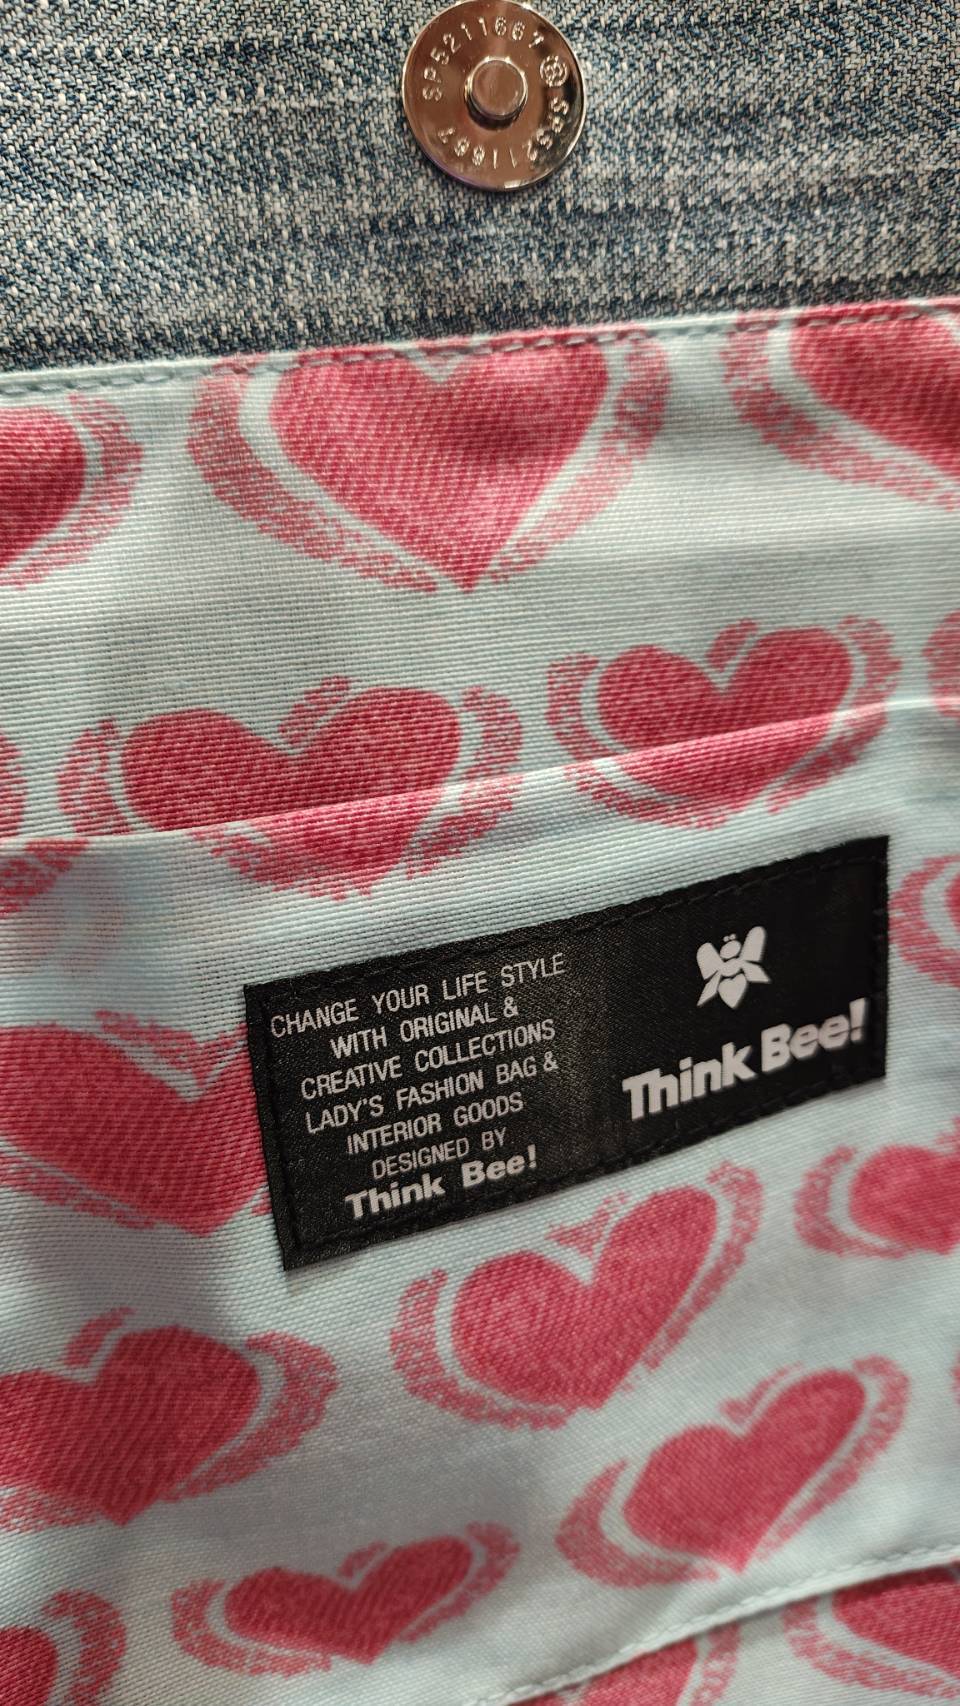 SP5211667 SP5211667
CHANGE YOUR LIFE STYLE
WITH ORIGINAL &
CREATIVE COLLECTIONS
LADY'S FASHION BAG &
INTERIOR GOODS
DESIGNED BY
Think Bee!
Think Bee!